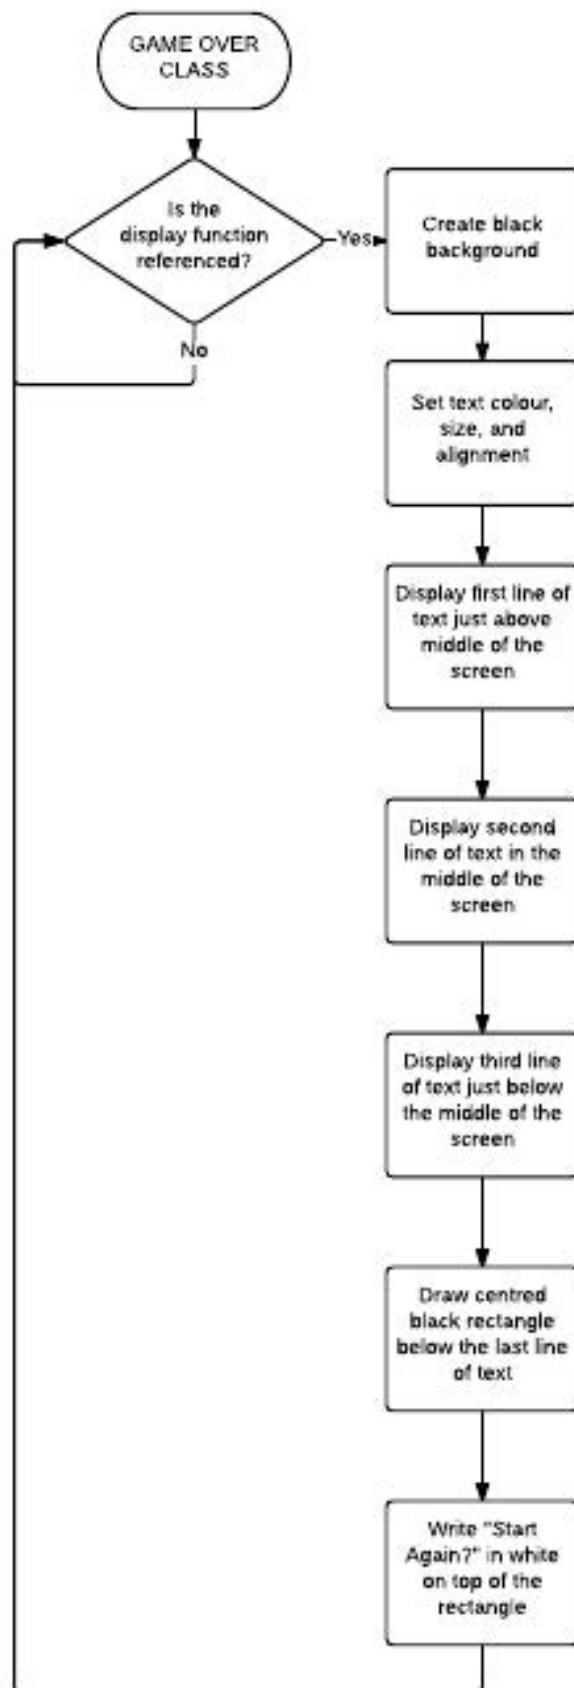 GAME OVER
CLASS
Is the
display function
referenced?
Yes
No
Create black
background
Set text colour,
size, and
alignment
Display first line of
text just above
middle of the
screen
Display second
line of text in the
middle of the
screen
Display third line
of text just below
the middle of the
screen
Draw centred
black rectangle
below the last line
of text
Write "Start
Again?" in white
on top of the
rectangle